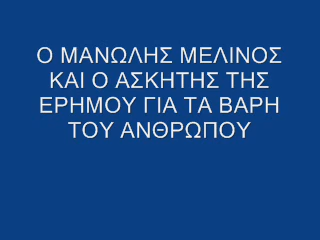 Ο ΜΑΝΩΛΗΣ ΜΕΛΙΝΟΣ
ΚΑΙ Ο ΑΣΚΗΤΗΣ ΤΗΣ
ΕΡΗΜΟΥ ΓΙΑ ΤΑ ΒΑΡΗ
ΤΟΥ ΑΝΘΡΩΠΟΥ